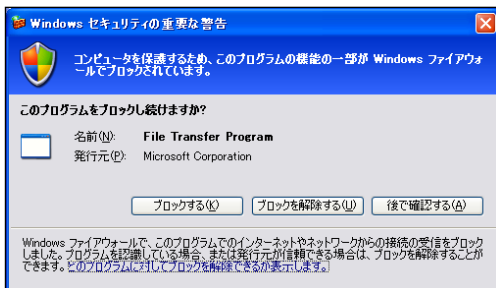 Windows セキュリティの重要な警告
コンピュータを保護するため、このプログラムの機能の一部が Windows ファイアウォ
ールでブロックされています。
このプログラムをブロックし続けますか?
名前(N): File Transfer Program
発行元(P): Microsoft Corporation
ブロックする(K) ブロックを解除する(U) 後で確認する(A)
Windows ファイアウォールで、このプログラムでのインターネットやネットワークからの接続の受信をブロック
しました。プログラムを認識している場合、または発行元が信頼できる場合は、ブロックを解除することが
できます。どのプログラムに対してブロックを解除できるか表示します。